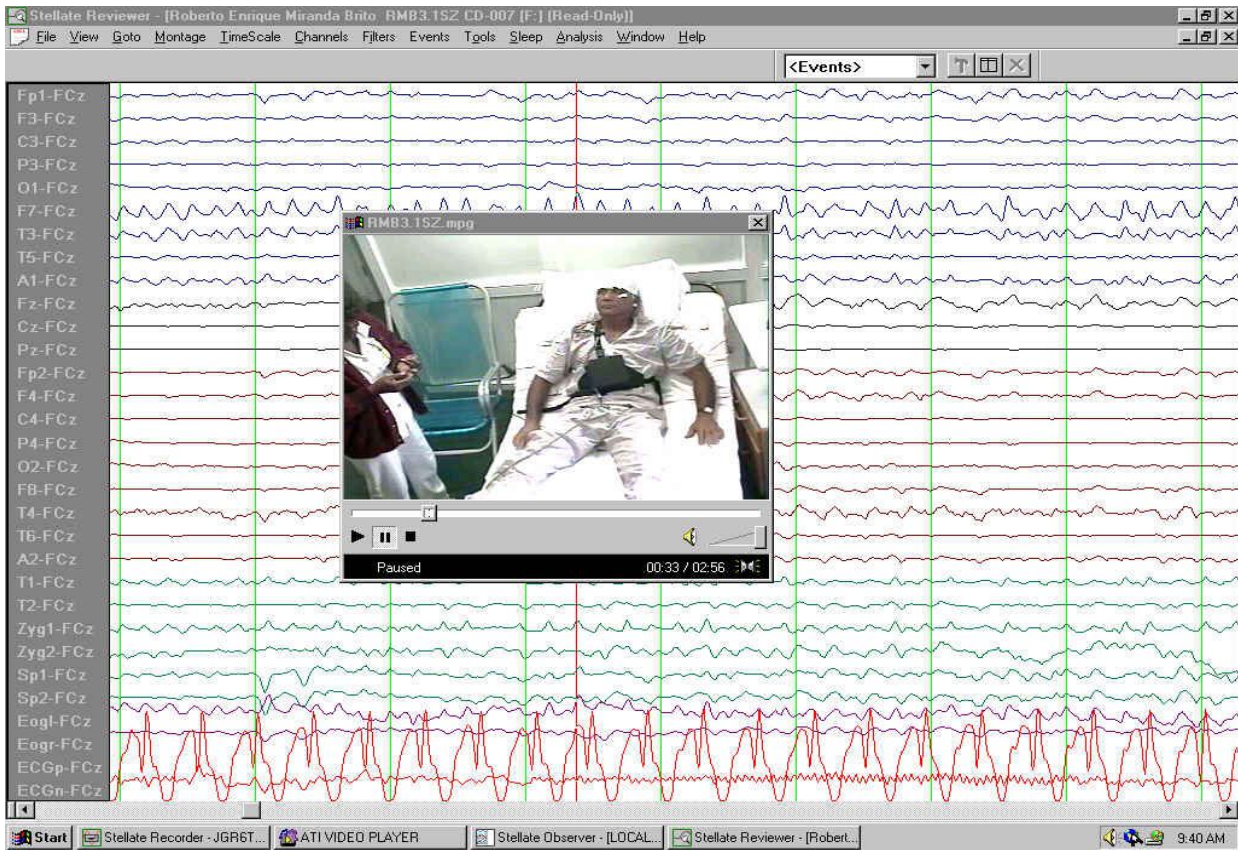 Stellate Reviewer - [Roberto Enrique Miranda Brito RMB3.1SZ CD-007 [F:] (Read-Only)]
File View Goto Montage TimeScale Channels Filters Events Tools Sleep Analysis Window Help
<Events>
Fp1-FCz
F3-FCz
C3-FCz
P3-FCz
O1-FCz
F7-FCz
T3-FCz
T5-FCz
A1-FCz
Fz-FCz
Cz-FCz
Pz-FCz
Fp2-FCz
F4-FCz
C4-FCz
P4-FCz
O2-FCz
F8-FCz
T4-FCz
T6-FCz
A2-FCz
T1-FCz
T2-FCz
Zyg1-FCz
Zyg2-FCz
Sp1-FCz
Sp2-FCz
Eogl-FCz
Eogr-FCz
ECGp-FCz
ECGn-FCz
RMB3.1SZ.mpg
Paused 00:33 / 02:56
Start Stellate Recorder - JGR6T... ATI VIDEO PLAYER Stellate Observer - [LOCAL... Stellate Reviewer - [Robert... 9:40 AM